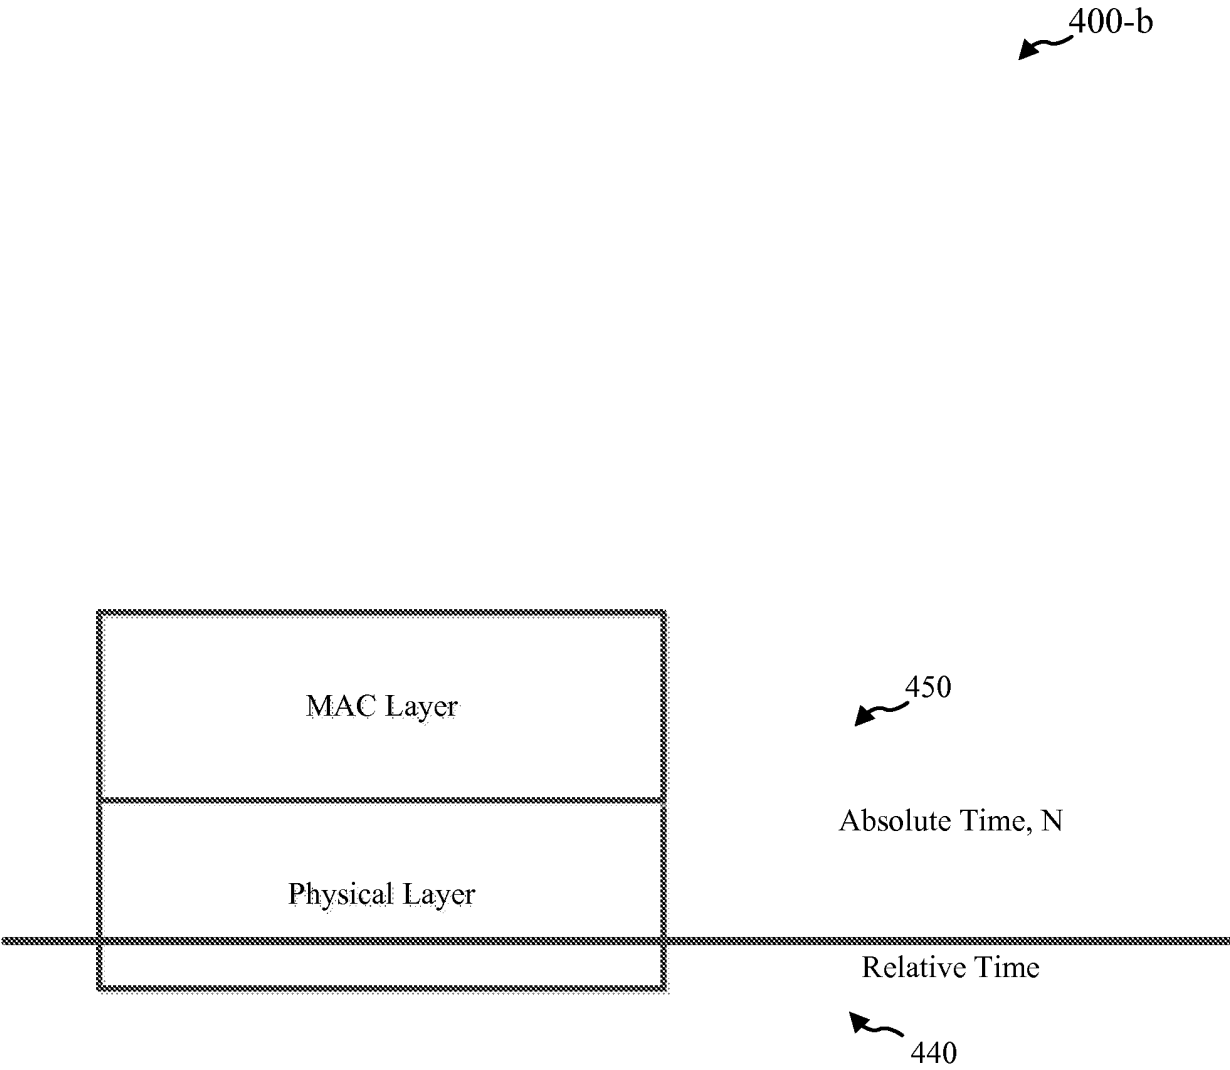 400-b
MAC Layer
450
Absolute Time, N
Physical Layer
Relative Time
440